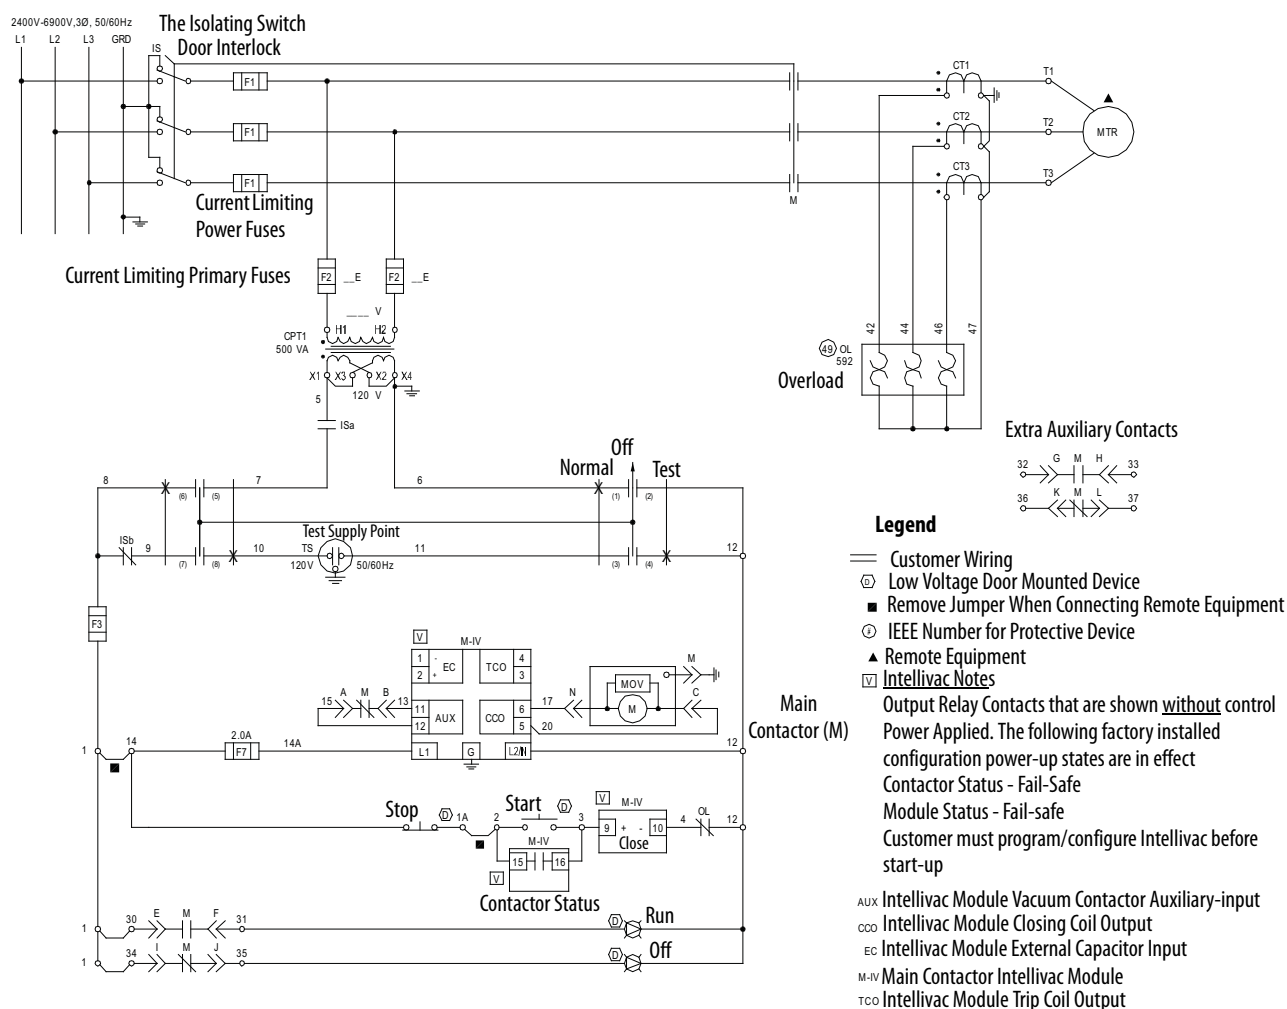 2400V-6900V,3Ø, 50/60Hz
The Isolating Switch
Door Interlock
L1 L2 L3 GRD
IS
F1
F1
F1
M
CT1
CT2
CT3
T1
T2
T3
MTR
Current Limiting
Power Fuses
Current Limiting Primary Fuses
F2 __E F2 __E
____ V
H1 H2
CPT1
500 VA
X1 X3 X2 X4
120 V
5
ISa
42 44 46 47
49 OL
592
Overload
Extra Auxiliary Contacts
32 G M H 33
36 K M L 37
Off
Normal Test
8 (6) (5) 7 6 (1) (2)
Test Supply Point
ISb 9 (7) (8) 10 TS 11 (3) (4) 12
120V 50/60Hz
F3
V M-IV
1 - EC TCO 4
2 + 3
15 A M B 13 11 AUX CCO 6 17 N MOV M C
12 5 20
M
L1 G L2/N
Main
Contactor (M)
1 14 2.0A F7 14A 12
Stop D 1A 2 Start D 3 V M-IV 9 + - 10 4 OL 12
Close
M-IV
15 16
V
Contactor Status
1 30 E M F 31 D Run
1 34 I M J 35 D Off
Legend
Customer Wiring
D Low Voltage Door Mounted Device
Remove Jumper When Connecting Remote Equipment
IEEE Number for Protective Device
Remote Equipment
V Intellivac Notes
Output Relay Contacts that are shown without control
Power Applied. The following factory installed
configuration power-up states are in effect
Contactor Status - Fail-Safe
Module Status - Fail-safe
Customer must program/configure Intellivac before
start-up
AUX Intellivac Module Vacuum Contactor Auxiliary-input
CCO Intellivac Module Closing Coil Output
EC Intellivac Module External Capacitor Input
M-IV Main Contactor Intellivac Module
TCO Intellivac Module Trip Coil Output